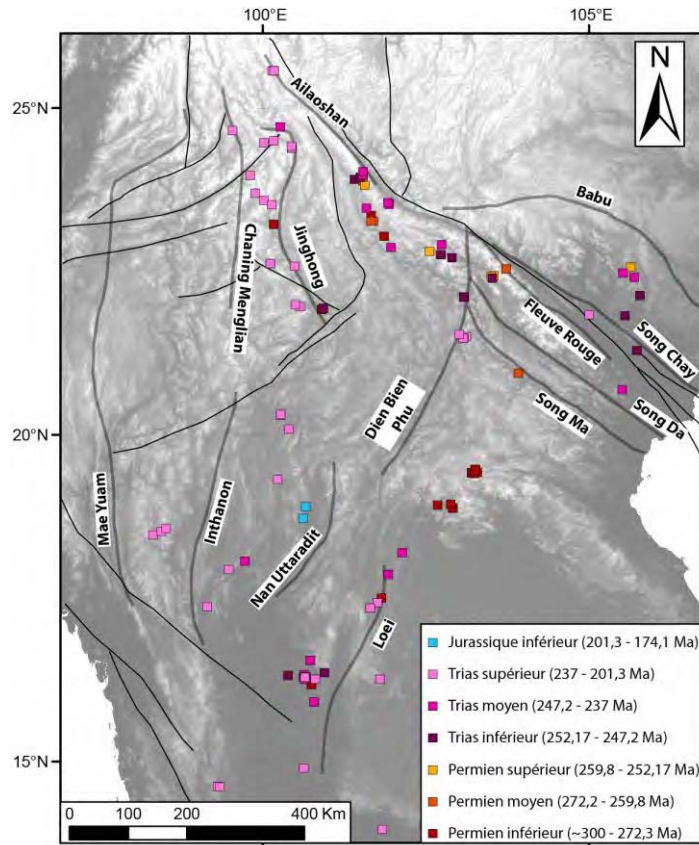 100°E
105°E
N
25°N
Ailaoshan
Babu
Chaning Menglian
Jinghong
Fleuve Rouge
Song Chay
Dien Bien
Phu
Song Ma
Song Da
20°N
Mae Yuam
Inthanon
Nan Uttaradit
Loei
15°N
Jurassique inférieur (201,3 - 174,1 Ma)
Trias supérieur (237 - 201,3 Ma)
Trias moyen (247,2 - 237 Ma)
Trias inférieur (252,17 - 247,2 Ma)
Permien supérieur (259,8 - 252,17 Ma)
Permien moyen (272,2 - 259,8 Ma)
Permien inférieur (~300 - 272,3 Ma)
0 100 200 400 Km